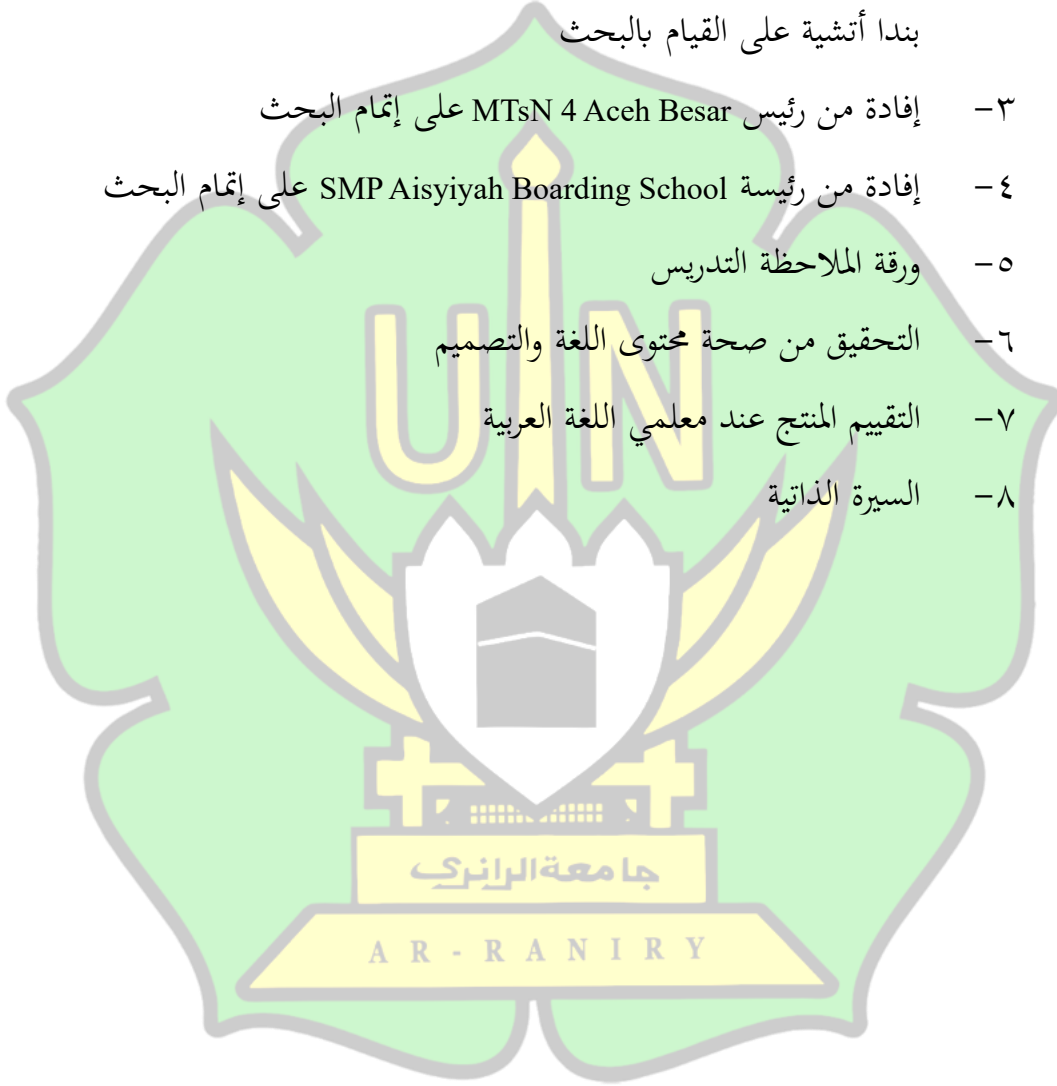 بندا أتشية على القيام بالبحث
٣- إفادة من رئيس MTsN 4 Aceh Besar على إتمام البحث
٤- إفادة من رئيسة SMP Aisyiyah Boarding School على إتمام البحث
٥- ورقة الملاحظة التدريس
٦- التحقيق من صحة محتوى اللغة والتصميم
٧- التقييم المنتج عند معلمي اللغة العربية
٨- السيرة الذاتية
UIN
جامعة الرانري
AR-RANIRY